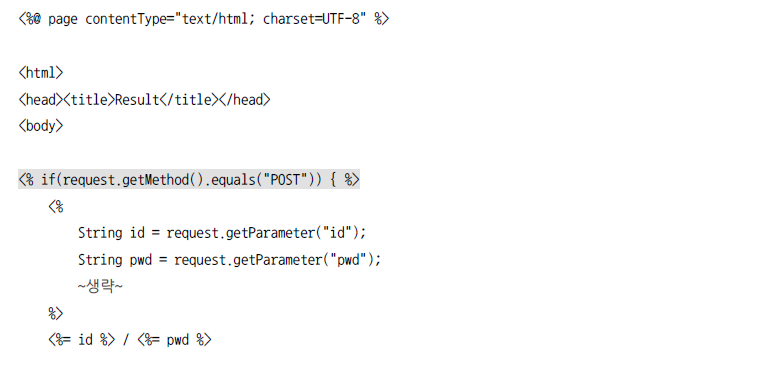 <%@ page contentType="text/html; charset=UTF-8" %>
<html>
<head><title>Result</title></head>
<body>
<% if(request.getMethod().equals("POST")) { %>
<%
String id = request.getParameter("id");
String pwd = request.getParameter("pwd");
~생략~
%>
<%= id %> / <%= pwd %>